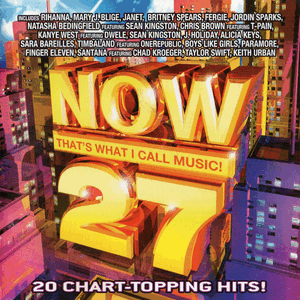 INCLUDES RIHANNA, MARY J. BLIGE, JANET, BRITNEY SPEARS, FERGIE, JORDIN SPARKS,
NATASHA BEDINGFIELD FEATURING SEAN KINGSTON, CHRIS BROWN FEATURING T-PAIN,
KANYE WEST FEATURING DWELE, SEAN KINGSTON, J. HOLIDAY, ALICIA KEYS,
SARA BAREILLES, TIMBALAND FEATURING ONEREPUBLIC, BOYS LIKE GIRLS, PARAMORE,
FINGER ELEVEN, SANTANA FEATURING CHAD KROEGER, TAYLOR SWIFT, KEITH URBAN
NOW
THAT'S WHAT I CALL MUSIC!
27
20 CHART-TOPPING HITS!